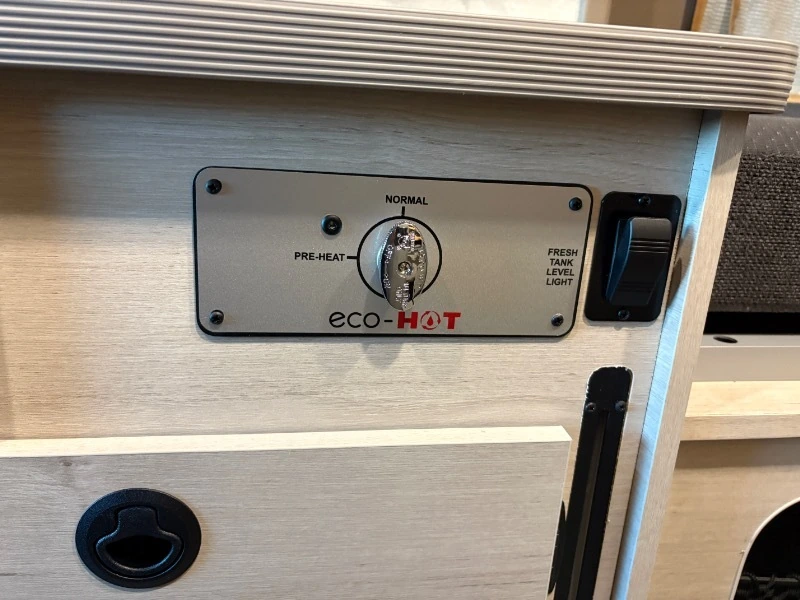 NORMAL
PRE-HEAT
FRESH
TANK
LEVEL
LIGHT
eco-HOT